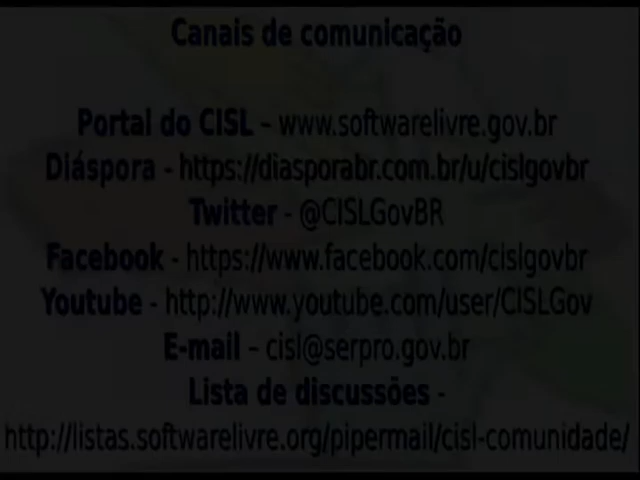 Canais de comunicação
Portal do CISL – www.softwarelivre.gov.br
Diáspora - https://diasporabr.com.br/u/cislgovbr
Twitter - @CISLGovBR
Facebook - https://www.facebook.com/cislgovbr
Youtube - http://www.youtube.com/user/CISLGov
E-mail – cisl@serpro.gov.br
Lista de discussões -
http://listas.softwarelivre.org/pipermail/cisl-comunidade/